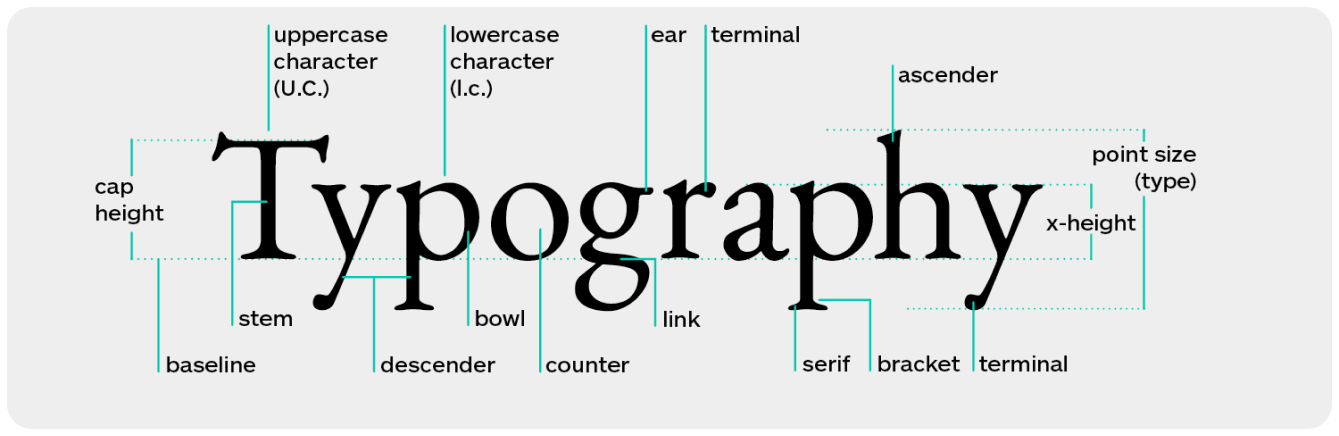 uppercase
character
(U.C.)
lowercase
character
(l.c.)
ear
terminal
ascender
point size
(type)
cap
height
Typography
x-height
stem
bowl
link
baseline
descender
counter
serif
bracket
terminal